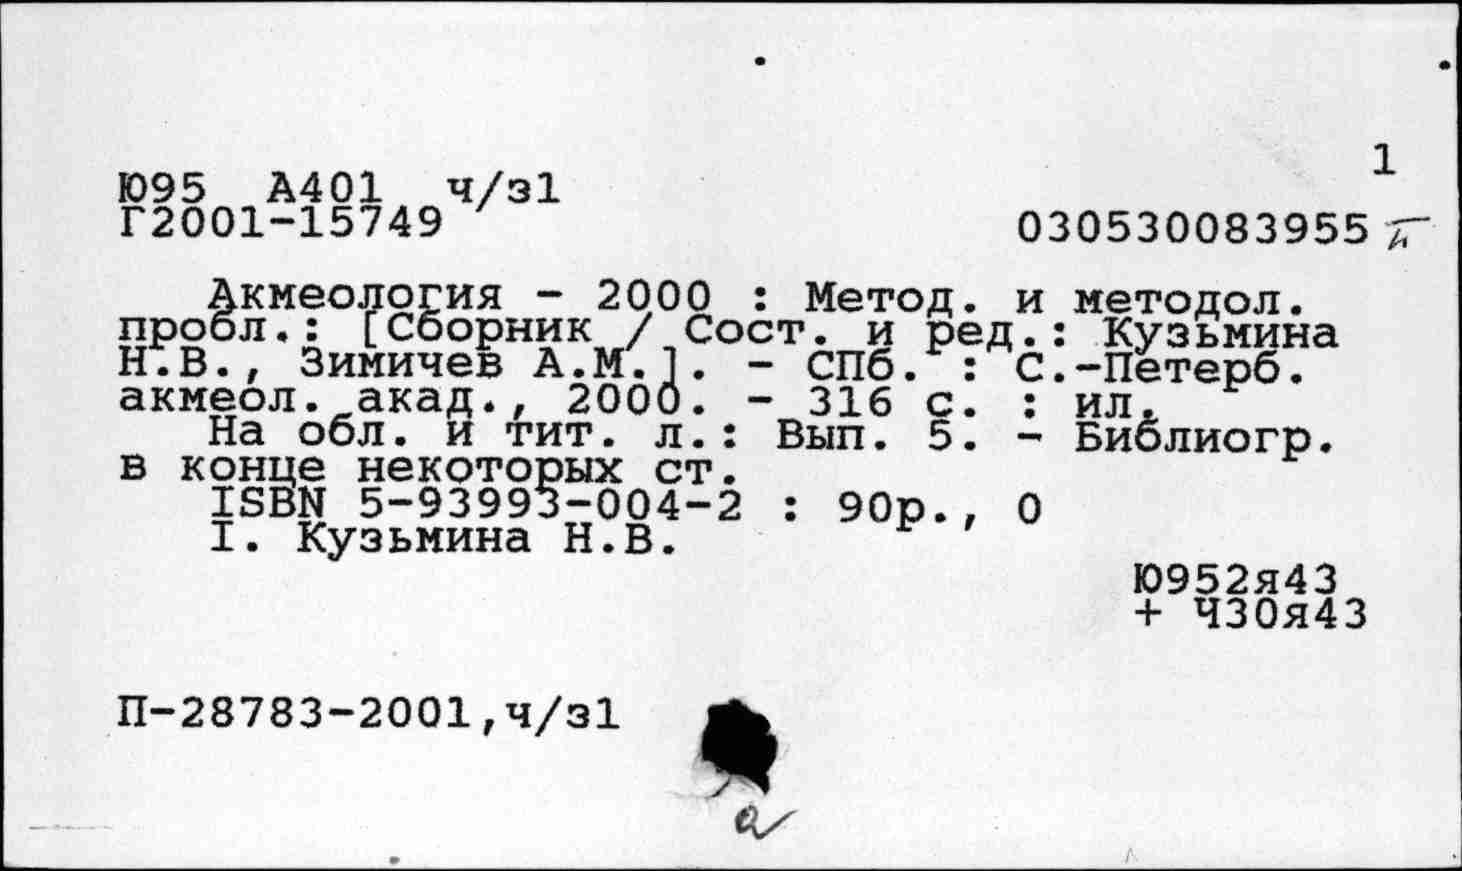 1
Ю95 А401 ч/з1
Г2001-15749 030530083955
Акмеология - 2000 : Метод. и методол.
пробл.: [Сборник / Сост. и ред.: Кузьмина
Н.В., Зимичев А.М.]. - СПб. : С.-Петерб.
акмеол. акад., 2000. - 316 с. : ил.
На обл. и тит. л.: Вып. 5. - Библиогр.
в конце некоторых ст.
ISBN 5-93993-004-2 : 90р., 0
I. Кузьмина Н.В.
Ю952я43
+ Ч30я43
П-28783-2001,ч/з1